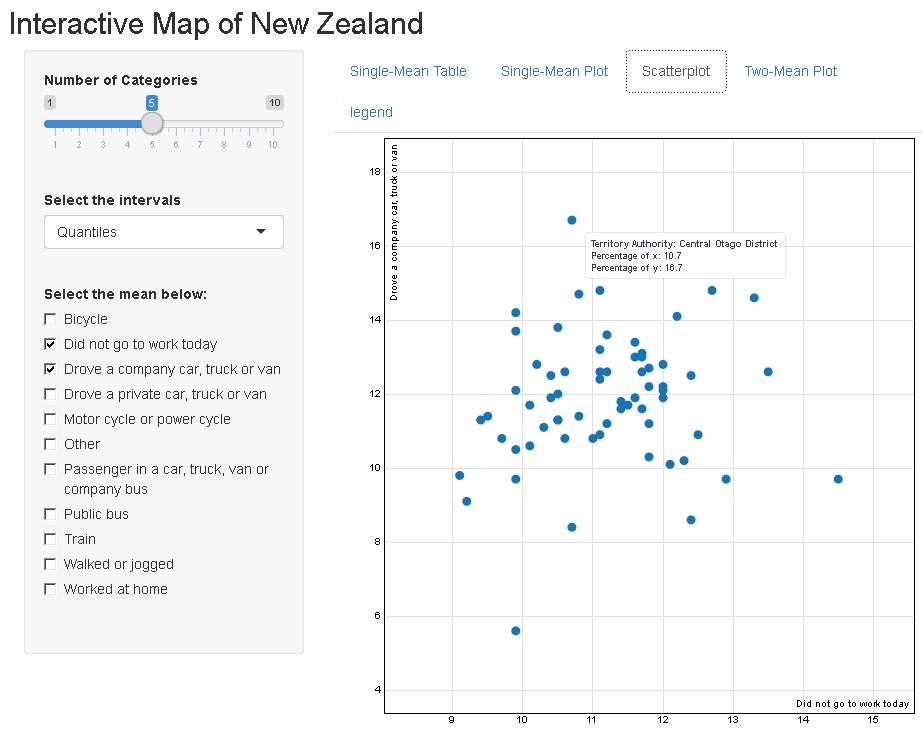 Interactive Map of New Zealand
Number of Categories
1 5 10
1 2 3 4 5 6 7 8 9 10
Select the intervals
Quantiles
Select the mean below:
Bicycle
Did not go to work today
Drove a company car, truck or van
Drove a private car, truck or van
Motor cycle or power cycle
Other
Passenger in a car, truck, van or
company bus
Public bus
Train
Walked or jogged
Worked at home
Single-Mean Table Single-Mean Plot Scatterplot Two-Mean Plot
legend
Drove a company car, truck or van
18
16
14
12
10
8
6
4
Territory Authority: Central Otago District
Percentage of x: 10.7
Percentage of y: 16.7
Did not go to work today
9 10 11 12 13 14 15